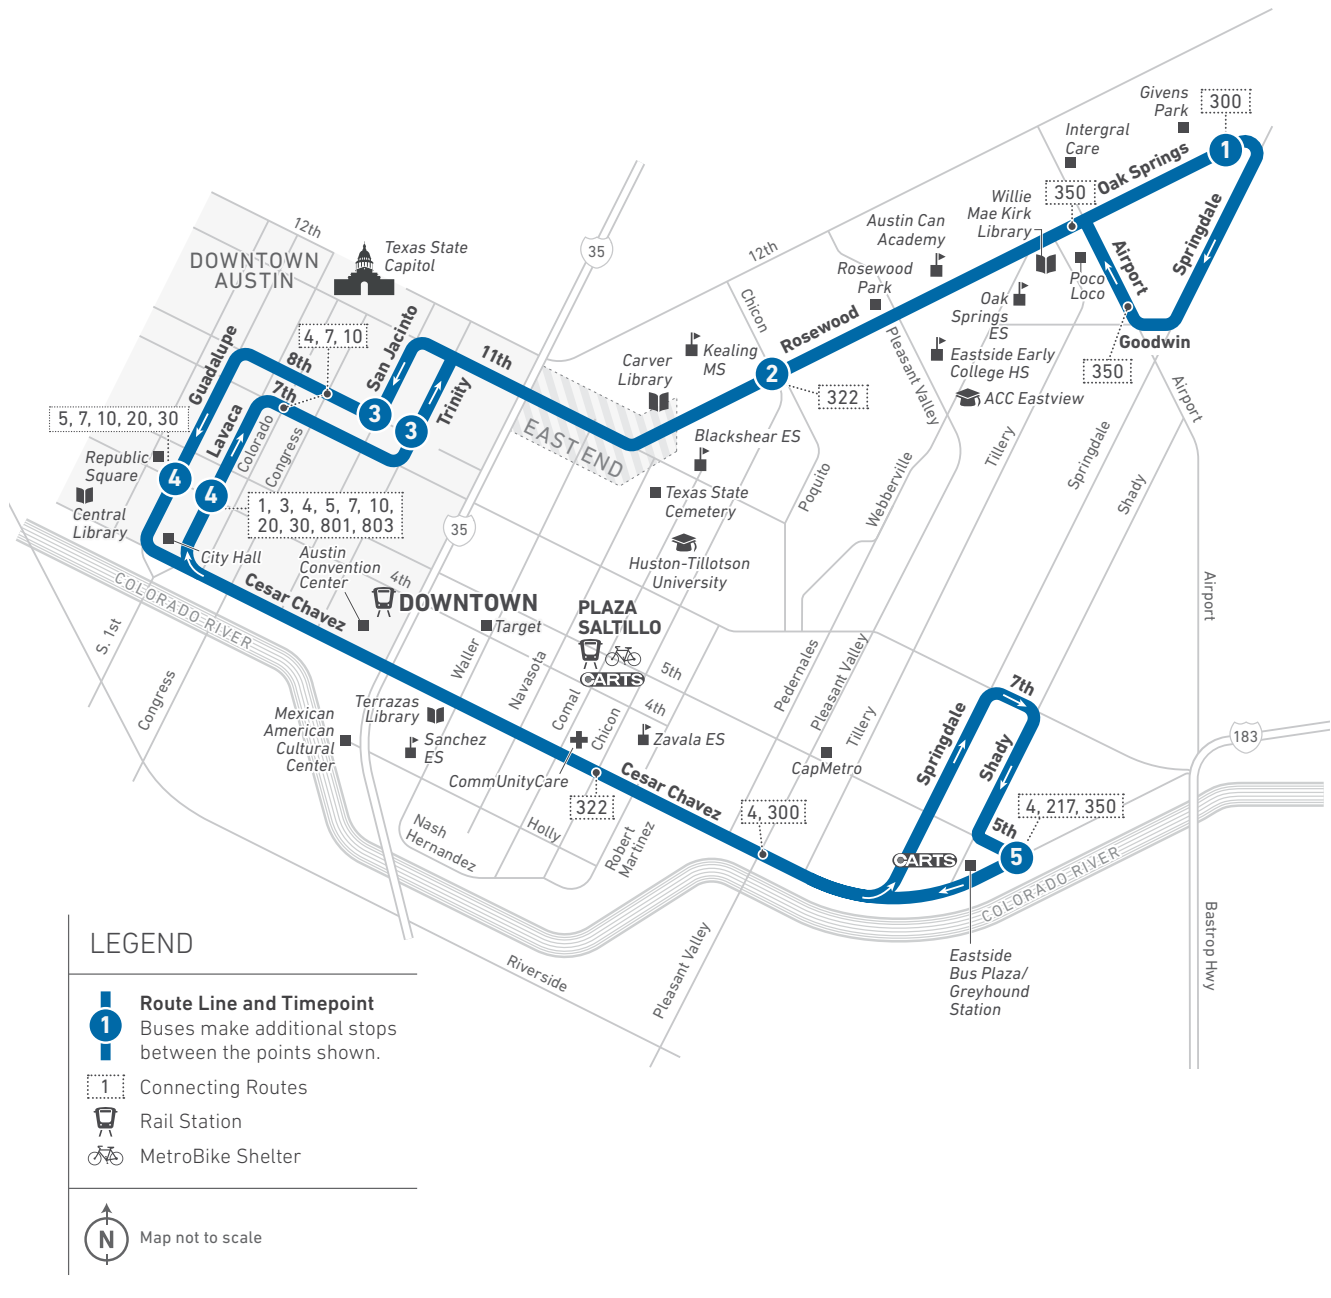 Givens
Park
300
Intergral
Care
Oak Springs
1
350
Willie
Mae Kirk
Library
Springdale
Airport
Poco
Loco
Austin Can
Academy
Rosewood
Park
Oak
Springs
ES
Goodwin
350
Eastside Early
College HS
ACC Eastview
12th
12th
35
DOWNTOWN
AUSTIN
Texas State
Capitol
Chicon
Rosewood
Pleasant Valley
Kealing
MS
Carver
Library
2
322
Guadalupe
8th
4, 7, 10
San Jacinto
11th
7th
Trinity
3
3
Lavaca
Colorado
Congress
5, 7, 10, 20, 30
Republic
Square
4
4
EAST END
Blackshear ES
Texas State
Cemetery
Poquito
Webberville
Tillery
Springdale
Shady
Airport
Airport
Central
Library
1, 3, 4, 5, 7, 10,
20, 30, 801, 803
35
City Hall
Austin
Convention
Center
4th
Huston-Tillotson
University
COLORADO RIVER
Cesar Chavez
DOWNTOWN
Target
PLAZA
SALTILLO
CARTS
S. 1st
Congress
Waller
Navasota
Comal
Chicon
5th
4th
Pedernales
Pleasant Valley
Tillery
7th
Springdale
Shady
183
Terrazas
Library
Mexican
American
Cultural
Center
Sanchez
ES
Zavala ES
CapMetro
CommUnityCare
Cesar Chavez
322
4, 300
4, 217, 350
5th
5
CARTS
Nash
Hernandez
Holly
Robert
Martinez
COLORADO RIVER
Eastside
Bus Plaza/
Greyhound
Station
Riverside
Pleasant Valley
Bastrop Hwy
LEGEND
1
Route Line and Timepoint
Buses make additional stops
between the points shown.
1
Connecting Routes
Rail Station
MetroBike Shelter
N
Map not to scale